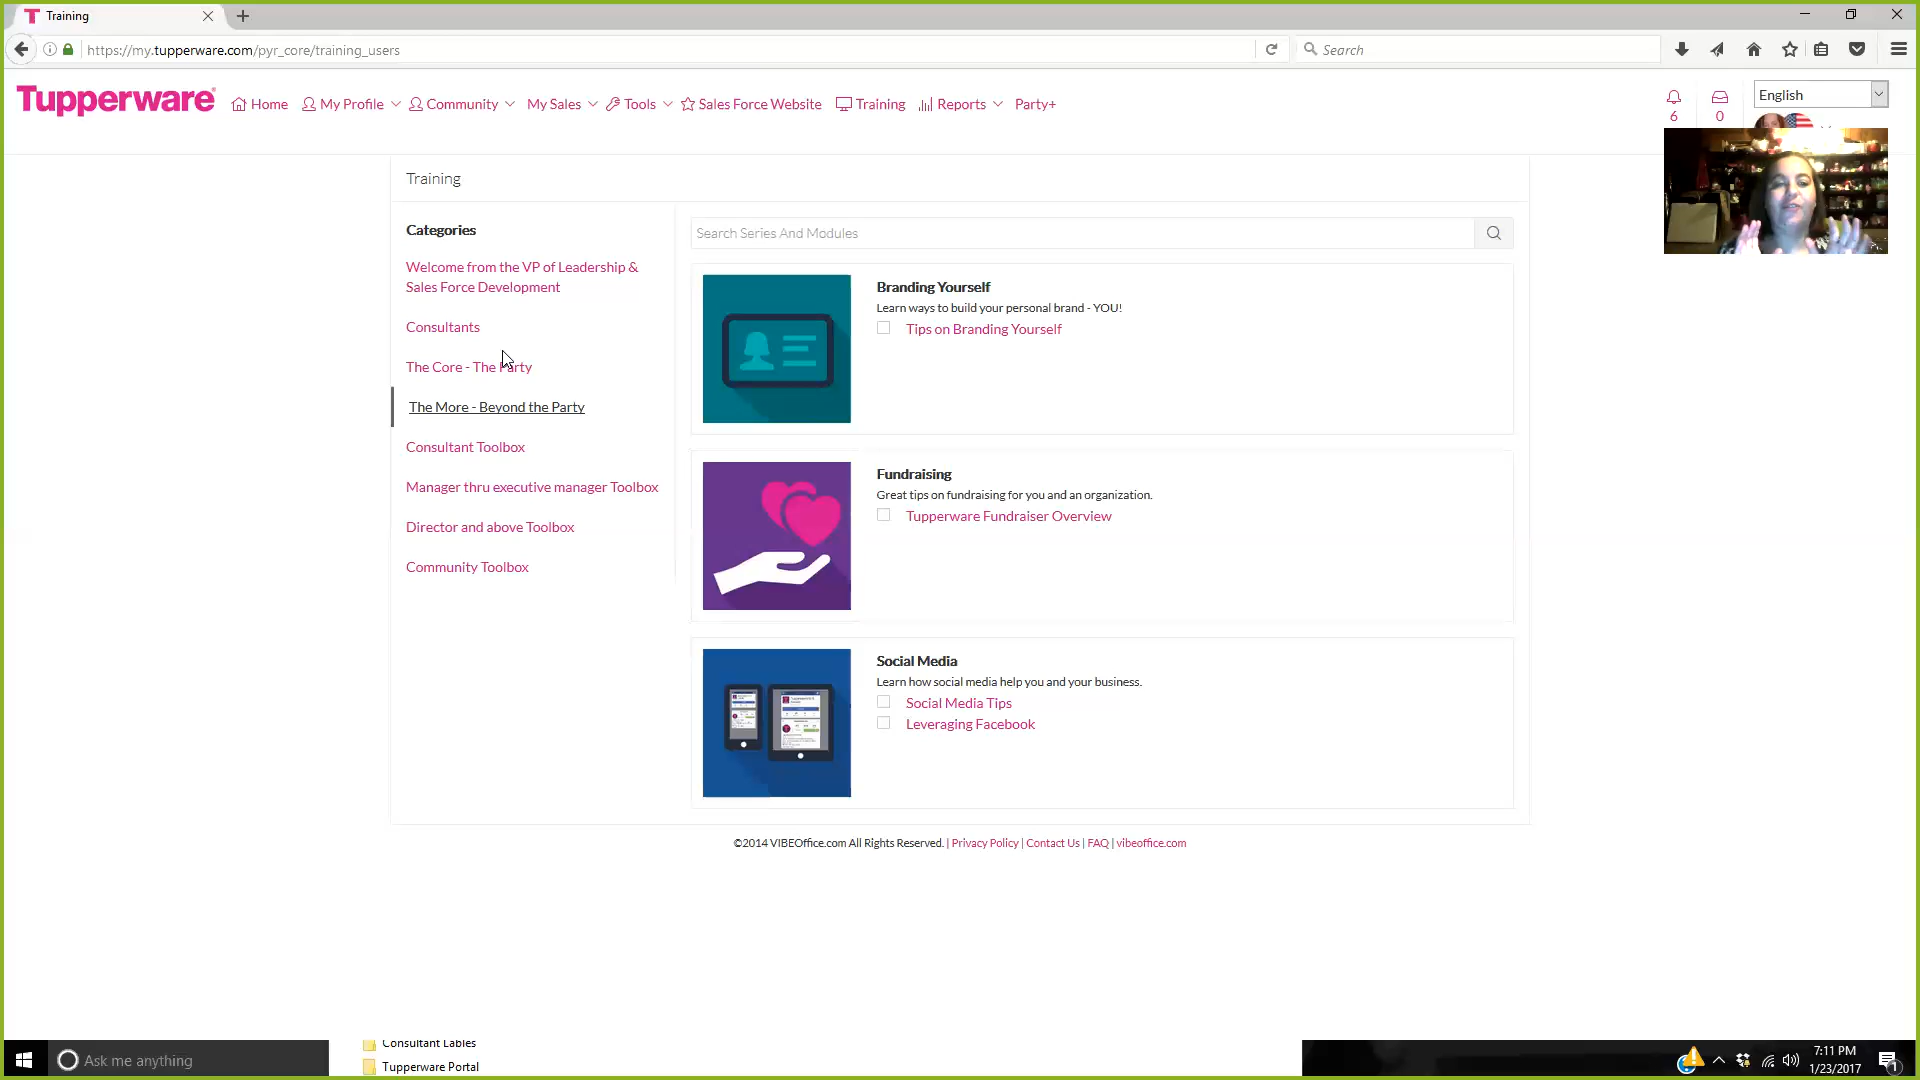 Training
https://my.tupperware.com/pyr_core/training_users
Search
Tupperware
Home
My Profile
Community
My Sales
Tools
Sales Force Website
Training
Reports
Party+
6
0
English
Training
Categories
Welcome from the VP of Leadership &
Sales Force Development
Consultants
The Core - The Party
The More - Beyond the Party
Consultant Toolbox
Manager thru executive manager Toolbox
Director and above Toolbox
Community Toolbox
Search Series And Modules
Branding Yourself
Learn ways to build your personal brand - YOU!
Tips on Branding Yourself
Fundraising
Great tips on fundraising for you and an organization.
Tupperware Fundraiser Overview
Social Media
Learn how social media help you and your business.
Social Media Tips
Leveraging Facebook
©2014 VIBEOffice.com All Rights Reserved. | Privacy Policy | Contact Us | FAQ | vibeoffice.com
Consultant Lables
Tupperware Portal
Ask me anything
7:11 PM
1/23/2017
1